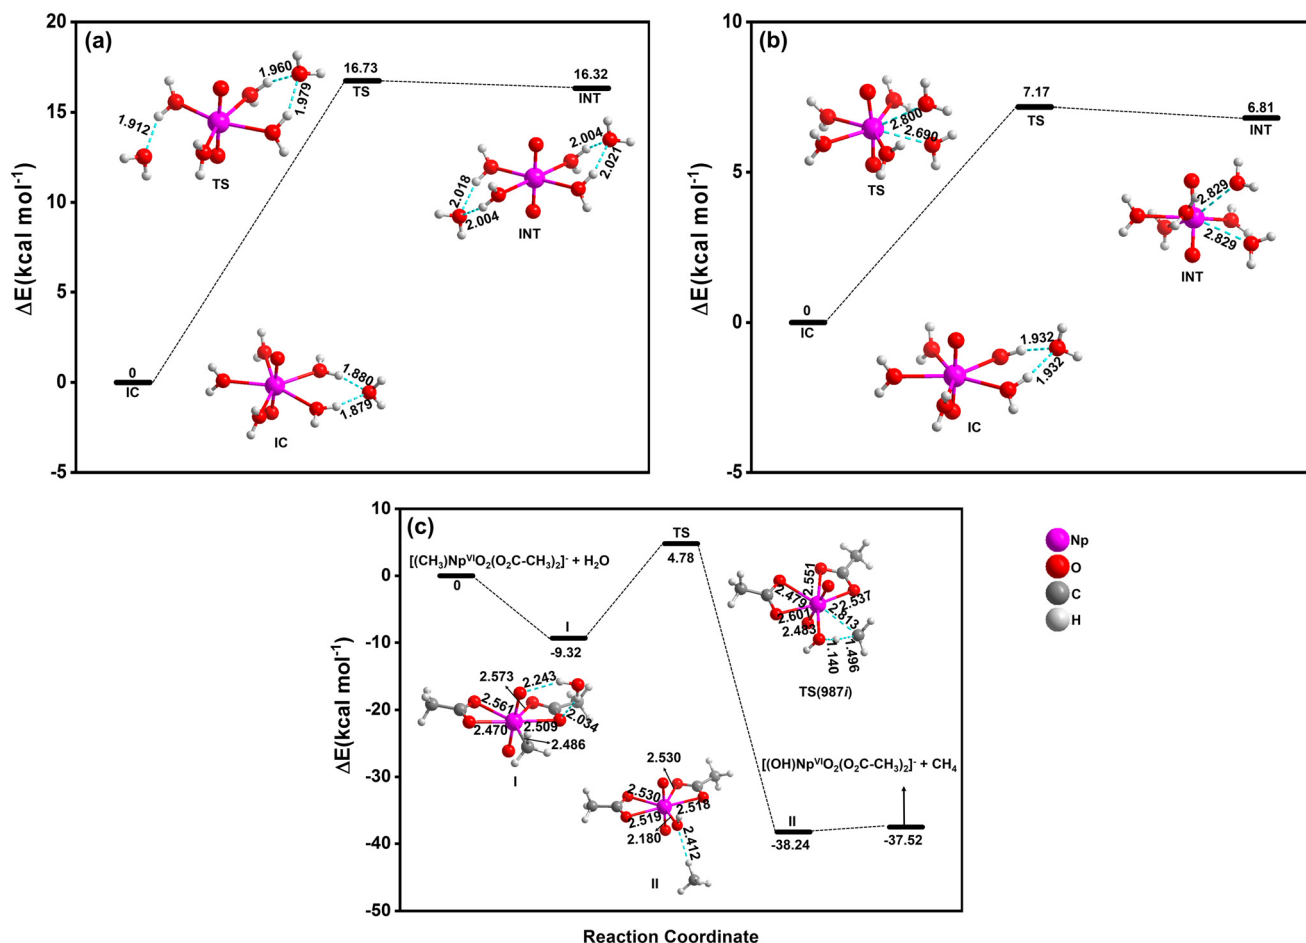 (a)
20
15
10
5
0
-5
ΔE(kcal mol⁻¹)
16.73
TS
16.32
INT
0
IC
1.960
1.979
1.912
TS
2.004
2.021
2.018
2.004
INT
1.880
1.879
IC
(b)
10
5
0
-5
ΔE(kcal mol⁻¹)
7.17
TS
6.81
INT
0
IC
2.800
2.690
TS
2.829
2.829
INT
1.932
1.932
IC
(c)
10
0
-10
-20
-30
-40
-50
ΔE(kcal mol⁻¹)
[(CH₃)Np^VIO₂(O₂C-CH₃)₂]⁻ + H₂O
0
I
-9.32
TS
4.78
2.551
2.479
2.537
2.601
2.813
2.483
1.140
1.496
TS(987i)
2.573
2.243
2.561
2.034
2.470
2.509
2.486
I
2.530
2.530
2.518
2.519
2.180
2.412
II
II
-38.24
[(OH)Np^VIO₂(O₂C-CH₃)₂]⁻ + CH₄
-37.52
Np
O
C
H
Reaction Coordinate